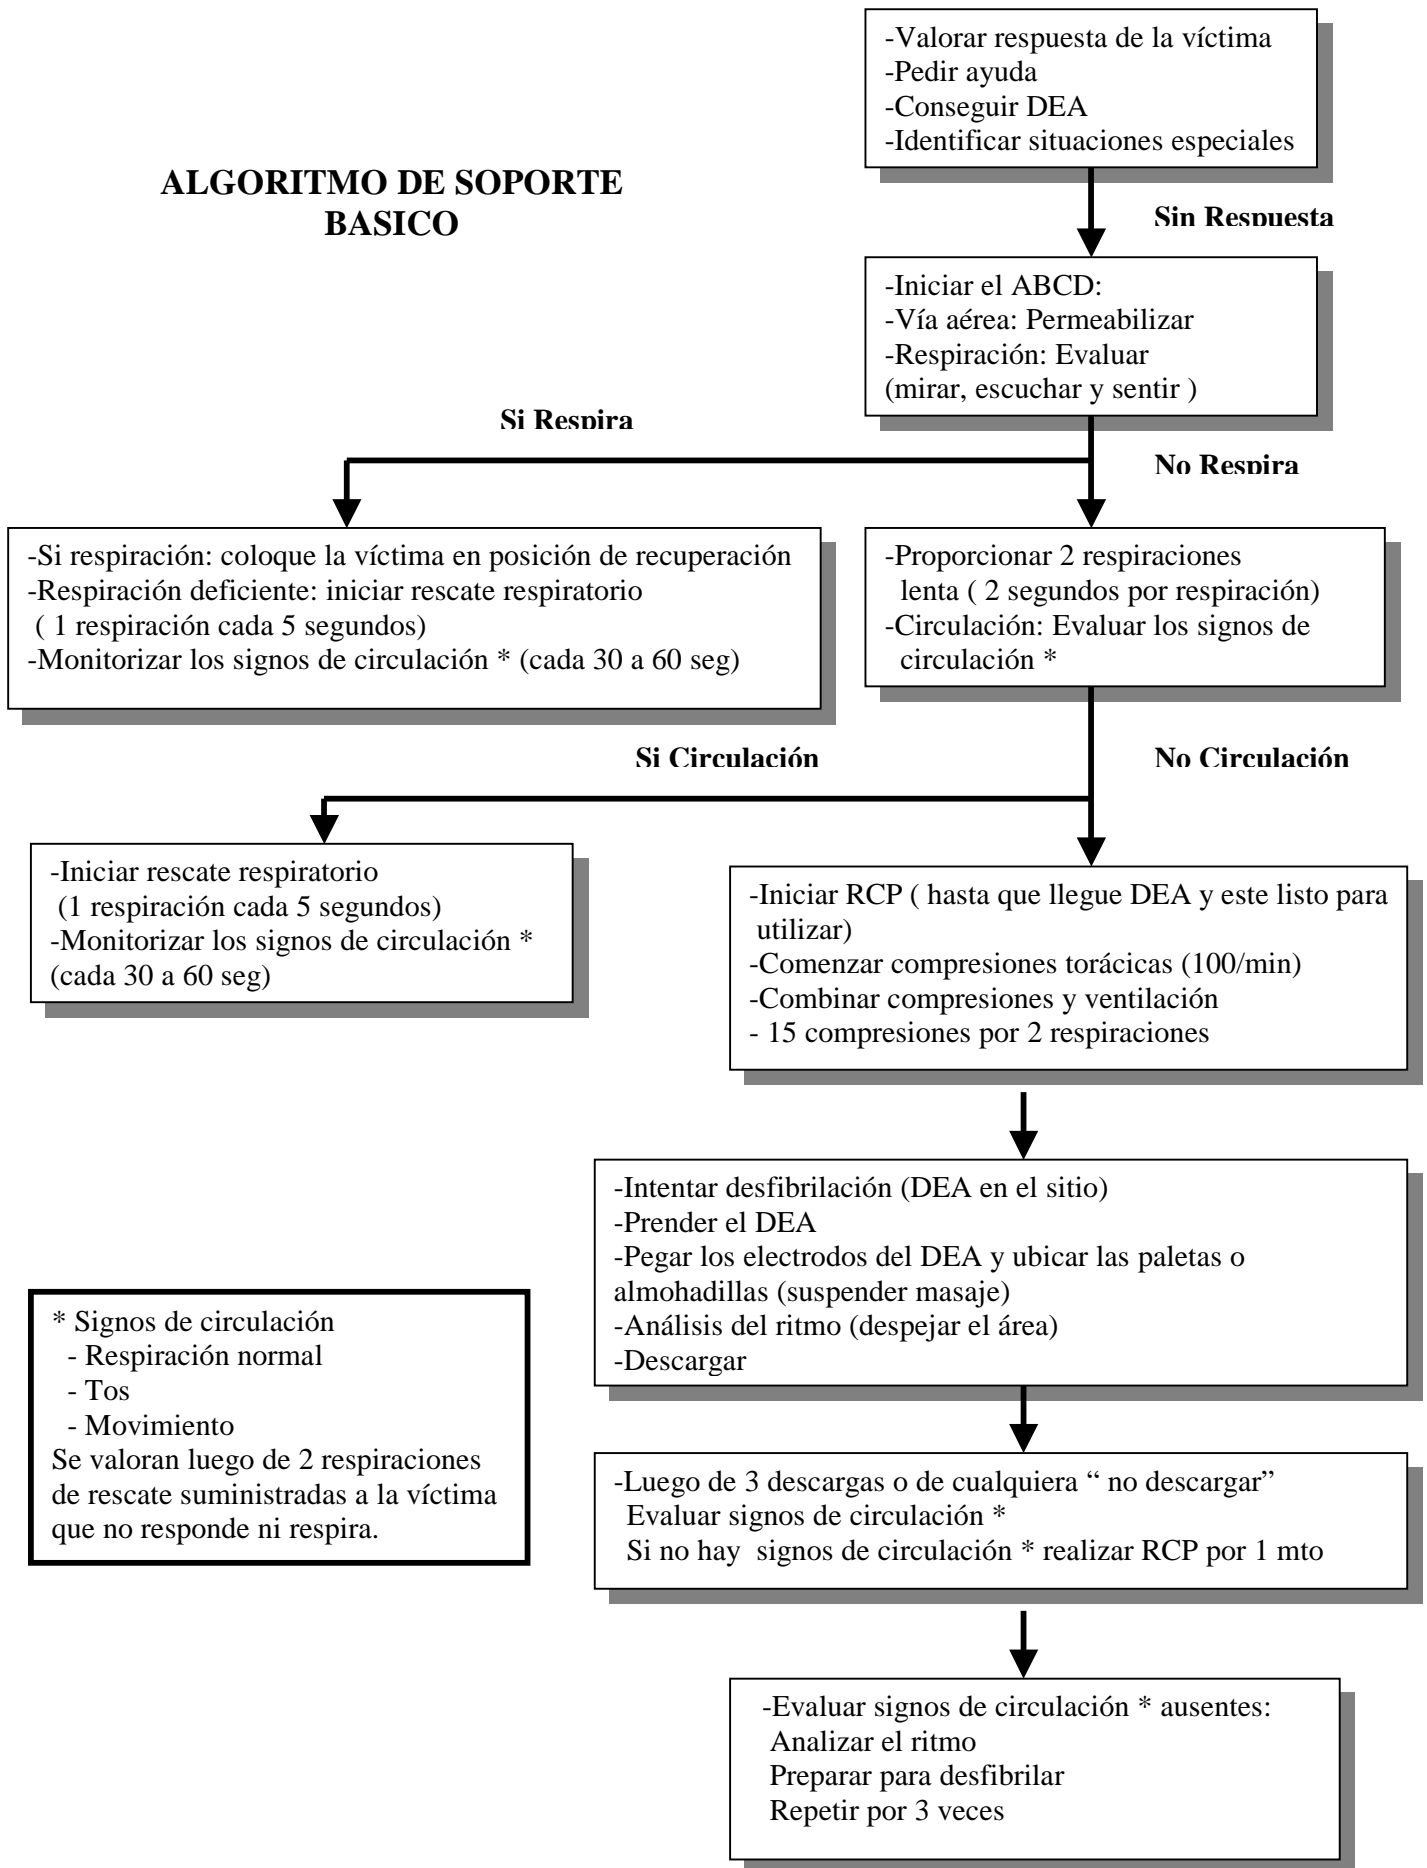 -Valorar respuesta de la víctima
-Pedir ayuda
-Conseguir DEA
-Identificar situaciones especiales
ALGORITMO DE SOPORTE
BASICO
Sin Respuesta
-Iniciar el ABCD:
-Vía aérea: Permeabilizar
-Respiración: Evaluar
(mirar, escuchar y sentir )
Si Respira
No Respira
-Si respiración: coloque la víctima en posición de recuperación
-Respiración deficiente: iniciar rescate respiratorio
( 1 respiración cada 5 segundos)
-Monitorizar los signos de circulación * (cada 30 a 60 seg)
-Proporcionar 2 respiraciones
lenta ( 2 segundos por respiración)
-Circulación: Evaluar los signos de
circulación *
Si Circulación
No Circulación
-Iniciar rescate respiratorio
(1 respiración cada 5 segundos)
-Monitorizar los signos de circulación *
(cada 30 a 60 seg)
-Iniciar RCP ( hasta que llegue DEA y este listo para
utilizar)
-Comenzar compresiones torácicas (100/min)
-Combinar compresiones y ventilación
- 15 compresiones por 2 respiraciones
-Intentar desfibrilación (DEA en el sitio)
-Prender el DEA
-Pegar los electrodos del DEA y ubicar las paletas o
almohadillas (suspender masaje)
-Análisis del ritmo (despejar el área)
-Descargar
* Signos de circulación
- Respiración normal
- Tos
- Movimiento
Se valoran luego de 2 respiraciones
de rescate suministradas a la víctima
que no responde ni respira.
-Luego de 3 descargas o de cualquiera “ no descargar”
Evaluar signos de circulación *
Si no hay  signos de circulación * realizar RCP por 1 mto
-Evaluar signos de circulación * ausentes:
Analizar el ritmo
Preparar para desfibrilar
Repetir por 3 veces